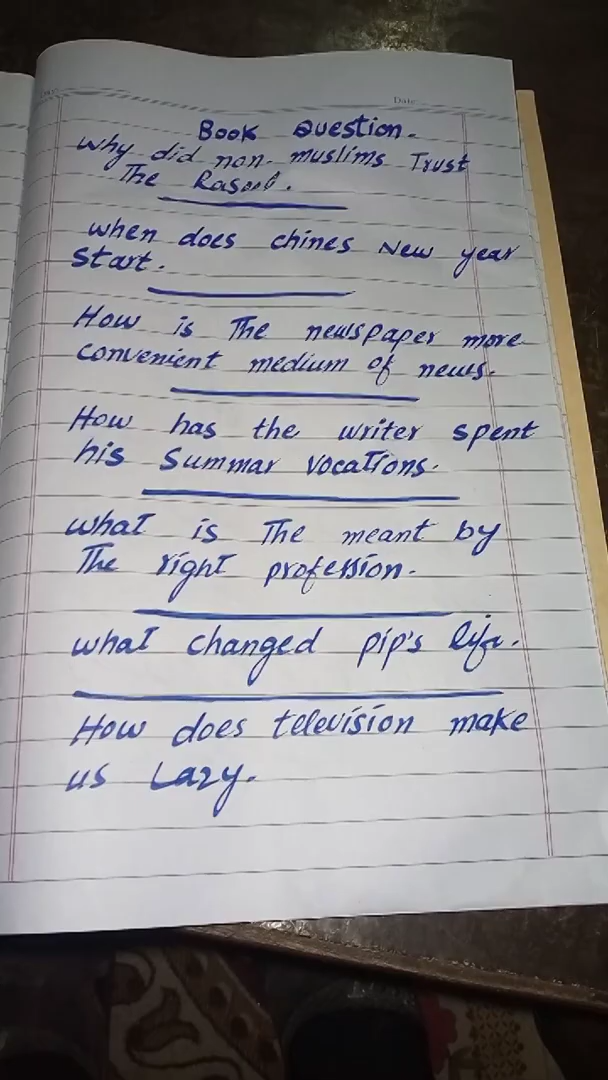 Date
Book Question.
why did non-muslims Trust
The Rasool.
when does chines New year
start.
How is The newspaper more
convenient medium of news.
How has the writer spent
his Summar vocations.
what is The meant by
The right profession.
what changed pip's life.
How does television make
us Lazy.